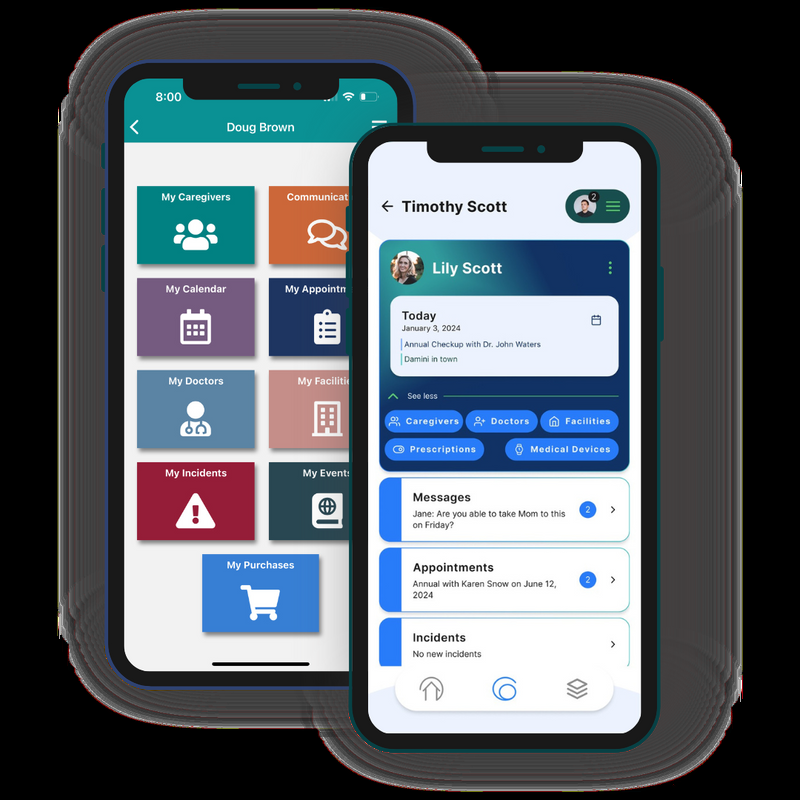 8:00
Doug Brown
My Caregivers
Communicat
My Calendar
My Appointm
My Doctors
My Faciliti
My Incidents
My Events
My Purchases
Timothy Scott
2
Lily Scott
Today
January 3, 2024
Annual Checkup with Dr. John Waters
Damini in town
See less
Caregivers
Doctors
Facilities
Prescriptions
Medical Devices
Messages
Jane: Are you able to take Mom to this
on Friday?
2
Appointments
Annual with Karen Snow on June 12,
2024
2
Incidents
No new incidents